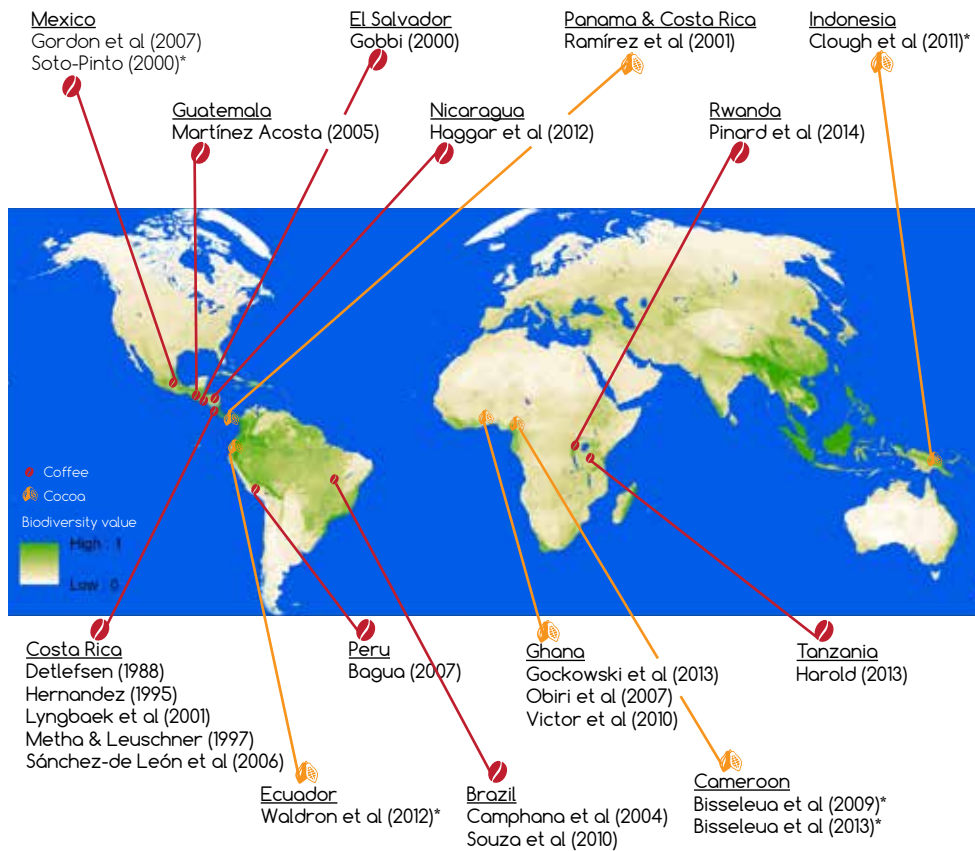 Mexico
Gordon et al (2007)
Soto-Pinto (2000)*
El Salvador
Gobbi (2000)
Panama & Costa Rica
Ramírez et al (2001)
Indonesia
Clough et al (2011)*
Guatemala
Martínez Acosta (2005)
Nicaragua
Haggar et al (2012)
Rwanda
Pinard et al (2014)
Coffee
Cocoa
Biodiversity value
High : 1
Low : 0
Costa Rica
Detlefsen (1988)
Hernandez (1995)
Lyngbaek et al (2001)
Metha & Leuschner (1997)
Sánchez-de León et al (2006)
Peru
Bagua (2007)
Ghana
Gockowski et al (2013)
Obiri et al (2007)
Victor et al (2010)
Tanzania
Harold (2013)
Ecuador
Waldron et al (2012)*
Brazil
Camphana et al (2004)
Souza et al (2010)
Cameroon
Bisseleua et al (2009)*
Bisseleua et al (2013)*